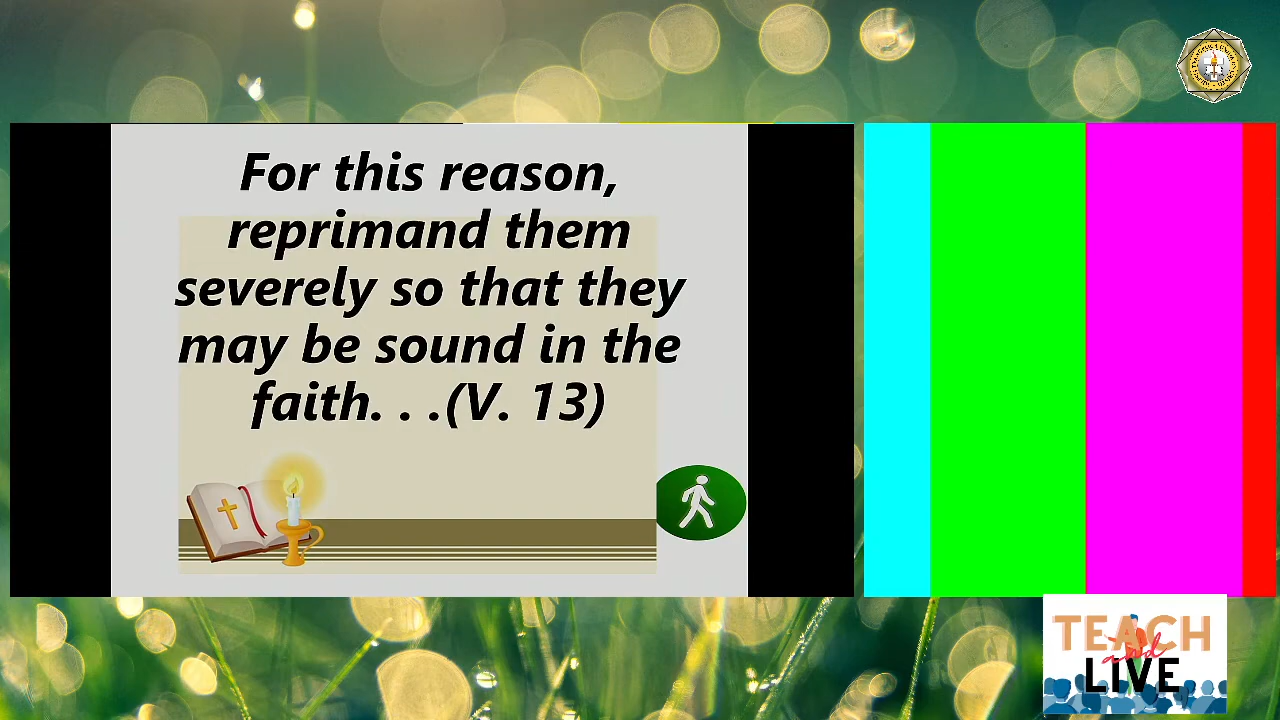 For this reason,
reprimand them
severely so that they
may be sound in the
faith. . .(V. 13)
TEACH
and
LIVE